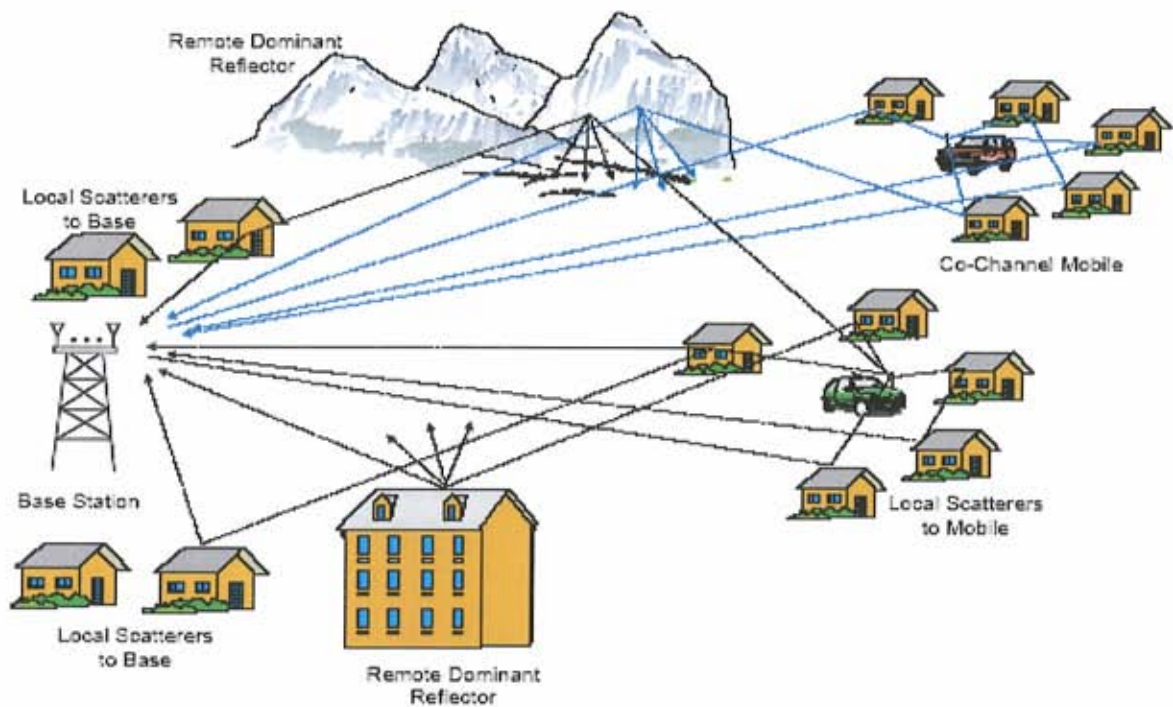 Remote Dominant
Reflector
Local Scatterers
to Base
Co-Channel Mobile
Base Station
Local Scatterers
to Mobile
Local Scatterers
to Base
Remote Dominant
Reflector